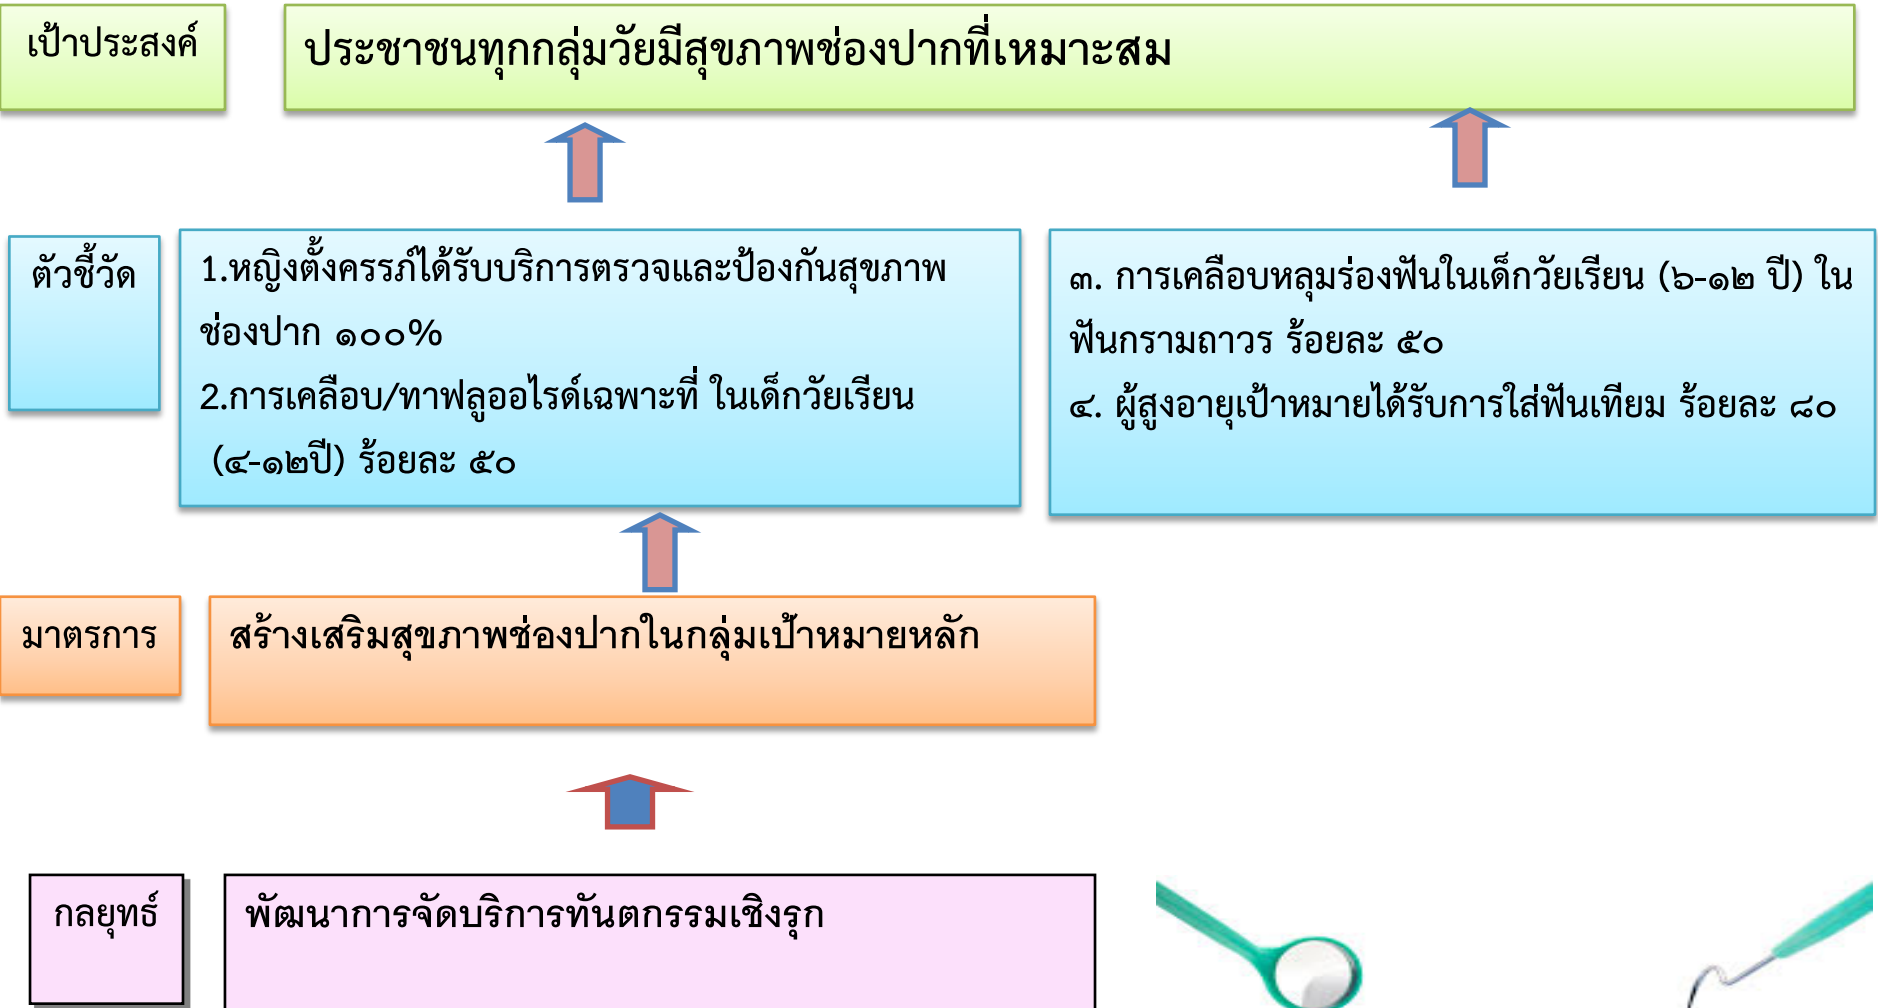 เป้าประสงค์
ประชาชนทุกกลุ่มวัยมีสุขภาพช่องปากที่เหมาะสม
ตัวชี้วัด
1.หญิงตั้งครรภ์ได้รับบริการตรวจและป้องกันสุขภาพ
ช่องปาก ๑๐๐%
2.การเคลือบ/ทาฟลูออไรด์เฉพาะที่ ในเด็กวัยเรียน
(๔-๑๒ปี) ร้อยละ ๕๐
๓. การเคลือบหลุมร่องฟันในเด็กวัยเรียน (๖-๑๒ ปี) ใน
ฟันกรามถาวร ร้อยละ ๕๐
๔. ผู้สูงอายุเป้าหมายได้รับการใส่ฟันเทียม ร้อยละ ๘๐
มาตรการ
สร้างเสริมสุขภาพช่องปากในกลุ่มเป้าหมายหลัก
กลยุทธ์
พัฒนาการจัดบริการทันตกรรมเชิงรุก